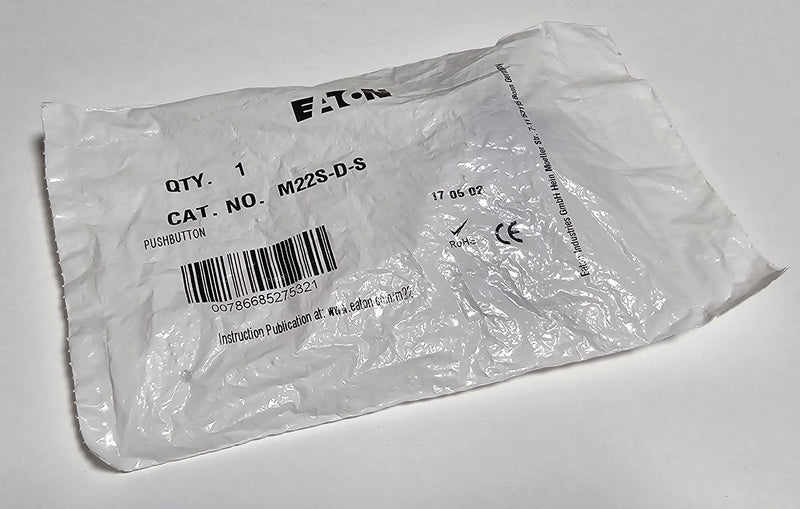 EATON
QTY. 1
CAT. NO. M22S-D-S
PUSHBUTTON
00786685275321
Instruction Publication at: www.eaton.com/m22
17 05 02
RoHS
CE
Eaton Industries GmbH Hein Moeller Str. 7-11 Bonn Germany